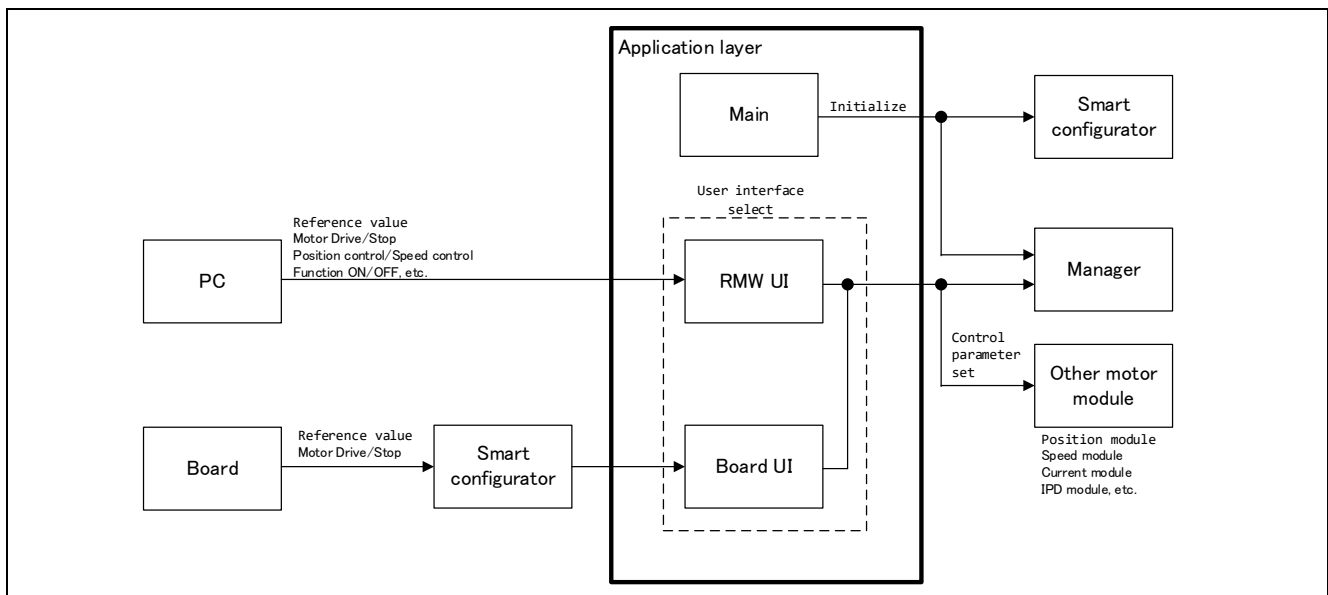 Application layer
Main
Initialize
Smart
configurator
User interface
select
Reference value
Motor Drive/Stop
Position control/Speed control
Function ON/OFF, etc.
PC
RMW UI
Manager
Control
parameter
set
Other motor
module
Position module
Speed module
Current module
IPD module, etc.
Reference value
Motor Drive/Stop
Board
Smart
configurator
Board UI